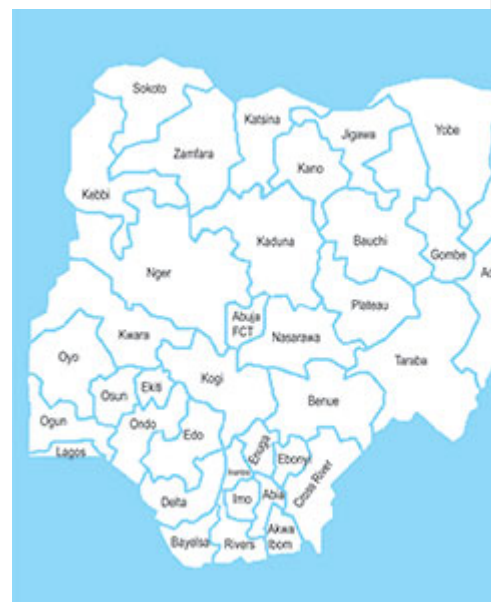 Sokoto
Katsina
Jigawa
Yobe
Zamfara
Kano
Kebbi
Kaduna
Bauchi
Gombe
Nger
Plateau
Abuja
FCT
Kwara
Nasarawa
Taraba
Oyo
Kogi
Ekiti
Osun
Benue
Ogun
Ondo
Edo
Lagos
Enugu
Ebonyi
Cross River
Delta
Imo
Abia
Akwa
Ibom
Bayelsa
Rivers